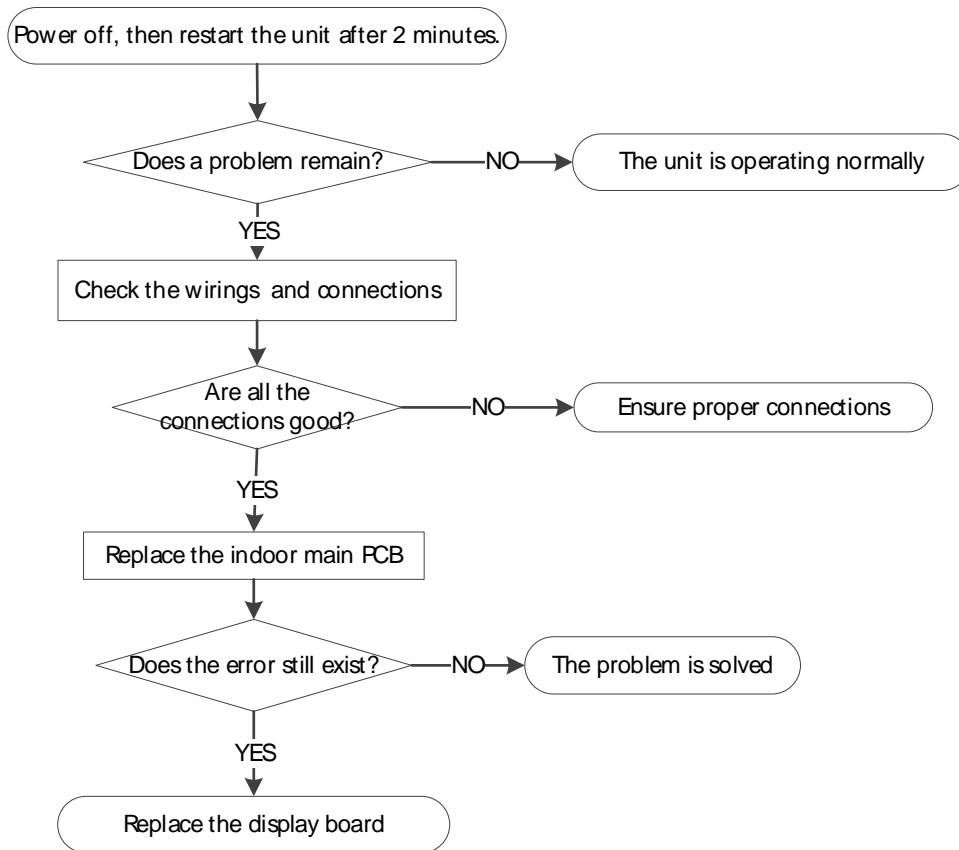 Power off, then restart the unit after 2 minutes.
Does a problem remain?
NO
The unit is operating normally
YES
Check the wirings and connections
Are all the
connections good?
NO
Ensure proper connections
YES
Replace the indoor main PCB
Does the error still exist?
NO
The problem is solved
YES
Replace the display board